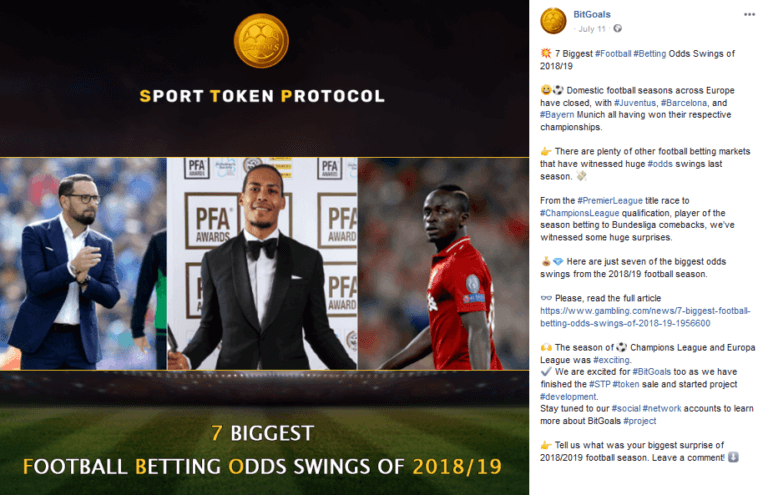 SPORT TOKEN PROTOCOL
PFA
AWARDS
PFA
AWARDS
PFA
AWARDS
PFA
7 BIGGEST
FOOTBALL BETTING ODDS SWINGS OF 2018/19
BitGoals
· July 11 ·
💥 7 Biggest #Football #Betting Odds Swings of
2018/19
😀⚽ Domestic football seasons across Europe
have closed, with #Juventus, #Barcelona, and
#Bayern Munich all having won their respective
championships.
👉 There are plenty of other football betting markets
that have witnessed huge #odds swings last
season. 💸
From the #PremierLeague title race to
#ChampionsLeague qualification, player of the
season betting to Bundesliga comebacks, we've
witnessed some huge surprises.
💎 Here are just seven of the biggest odds
swings from the 2018/19 football season.
👓 Please, read the full article
https://www.gambling.com/news/7-biggest-football-
betting-odds-swings-of-2018-19-1956600
🙌 The season of ⚽ Champions League and Europa
League was #exciting.
✔ We are excited for #BitGoals too as we have
finished the #STP #token sale and started project
#development.
Stay tuned to our #social #network accounts to learn
more about BitGoals #project
👉 Tell us what was your biggest surprise of
2018/2019 football season. Leave a comment! ⬇